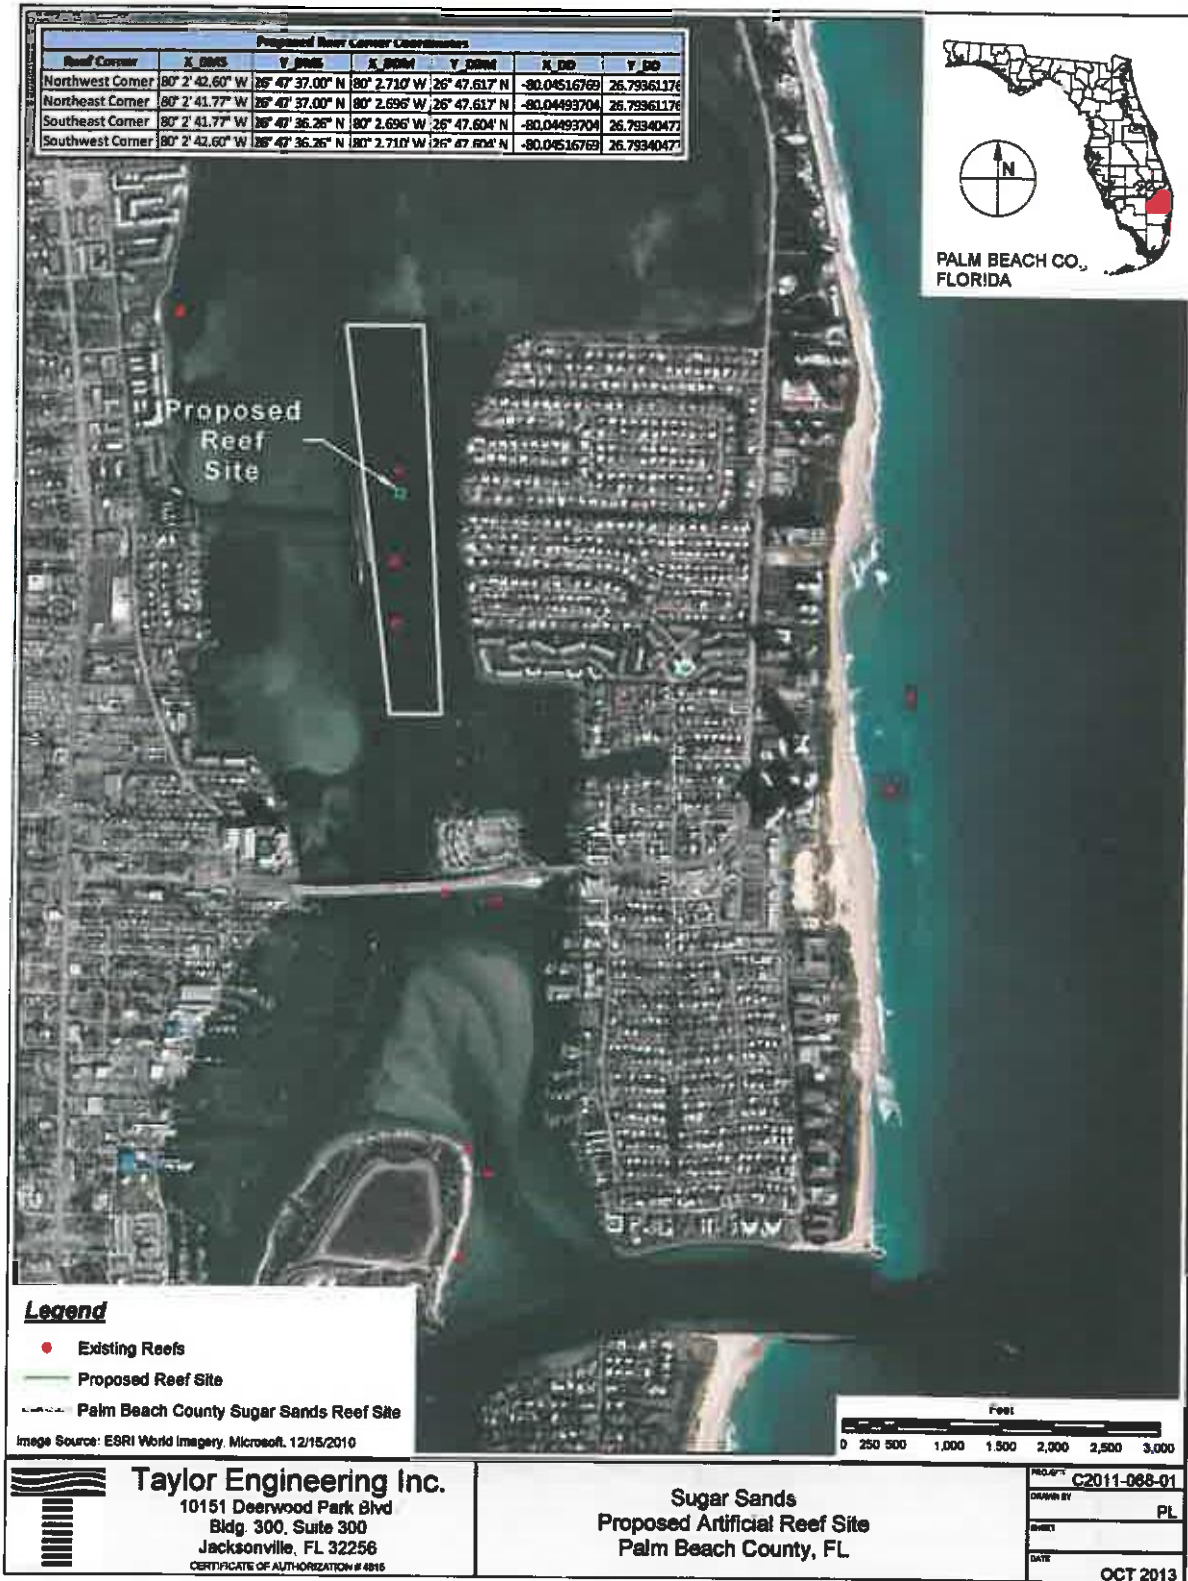 Proposed Reef Corner Coordinates
Reef Corner X_DMS Y_DMS X_DDM Y_DDM X_DD Y_DD
Northwest Corner 80° 2' 42.60" W 26° 47' 37.00" N 80° 2.710' W 26° 47.617' N -80.04516769 26.79361176
Northeast Corner 80° 2' 41.77" W 26° 47' 37.00" N 80° 2.696' W 26° 47.617' N -80.04493704 26.79361176
Southeast Corner 80° 2' 41.77" W 26° 47' 36.26" N 80° 2.696' W 26° 47.604' N -80.04493704 26.79340477
Southwest Corner 80° 2' 42.60" W 26° 47' 36.26" N 80° 2.710' W 26° 47.604' N -80.04516769 26.79340477
N
PALM BEACH CO.,
FLORIDA
Proposed
Reef
Site
Legend
Existing Reefs
Proposed Reef Site
Palm Beach County Sugar Sands Reef Site
Image Source: ESRI World Imagery, Microsoft, 12/15/2010
Feet
0 250 500 1,000 1,500 2,000 2,500 3,000
Taylor Engineering Inc.
10151 Deerwood Park Blvd
Bldg. 300, Suite 300
Jacksonville, FL 32256
CERTIFICATE OF AUTHORIZATION # 4815
Sugar Sands
Proposed Artificial Reef Site
Palm Beach County, FL
PROJECT C2011-068-01
DRAWN BY PL
SHEET
DATE OCT 2013